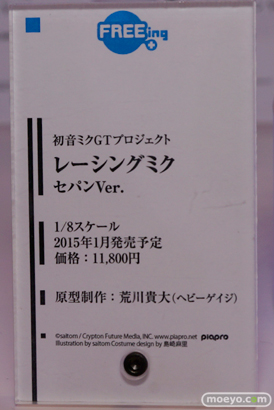 FREEing
初音ミクGTプロジェクト
レーシングミク
セパンVer.
1/8スケール
2015年1月発売予定
価格：11,800円
原型制作：荒川貴大（ヘビーゲイジ）
©saitom / Crypton Future Media, INC. www.piapro.net piapro
Illustration by saitom Costume design by 島崎麻里
moeyo.com